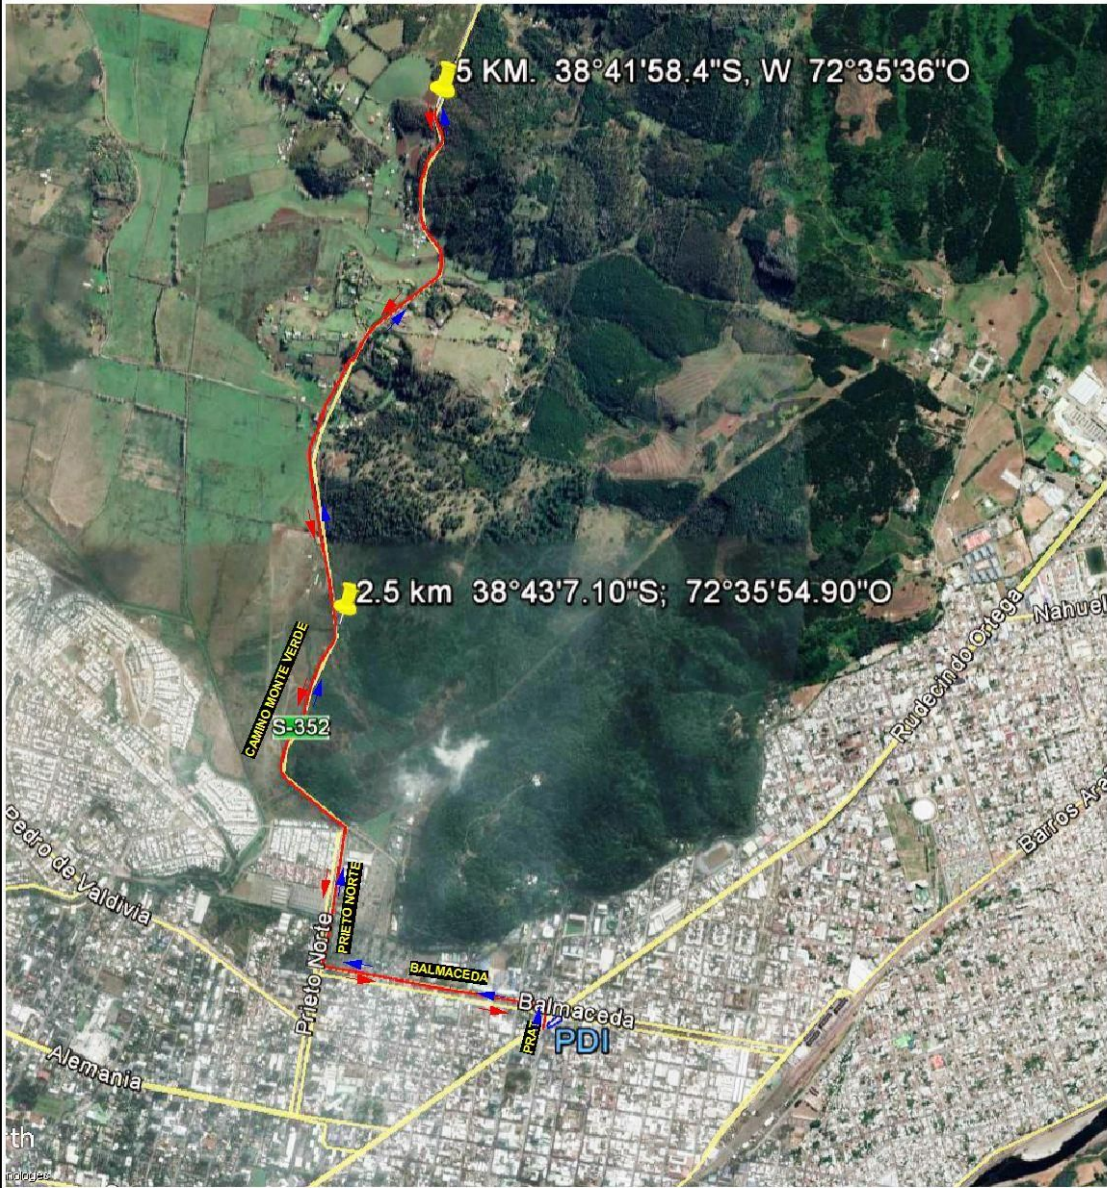 5 KM. 38°41'58.4"S, W 72°35'36"O
2.5 km 38°43'7.10"S; 72°35'54.90"O
Nahuel
Rudecindo Ortega
CAMINO MONTE VERDE
S-352
Barros Ara
Pedro de Valdivia
PRIETO NORTE
Prieto Norte
BALMACEDA
Balmaceda
PRAT
PDI
Alemania
th